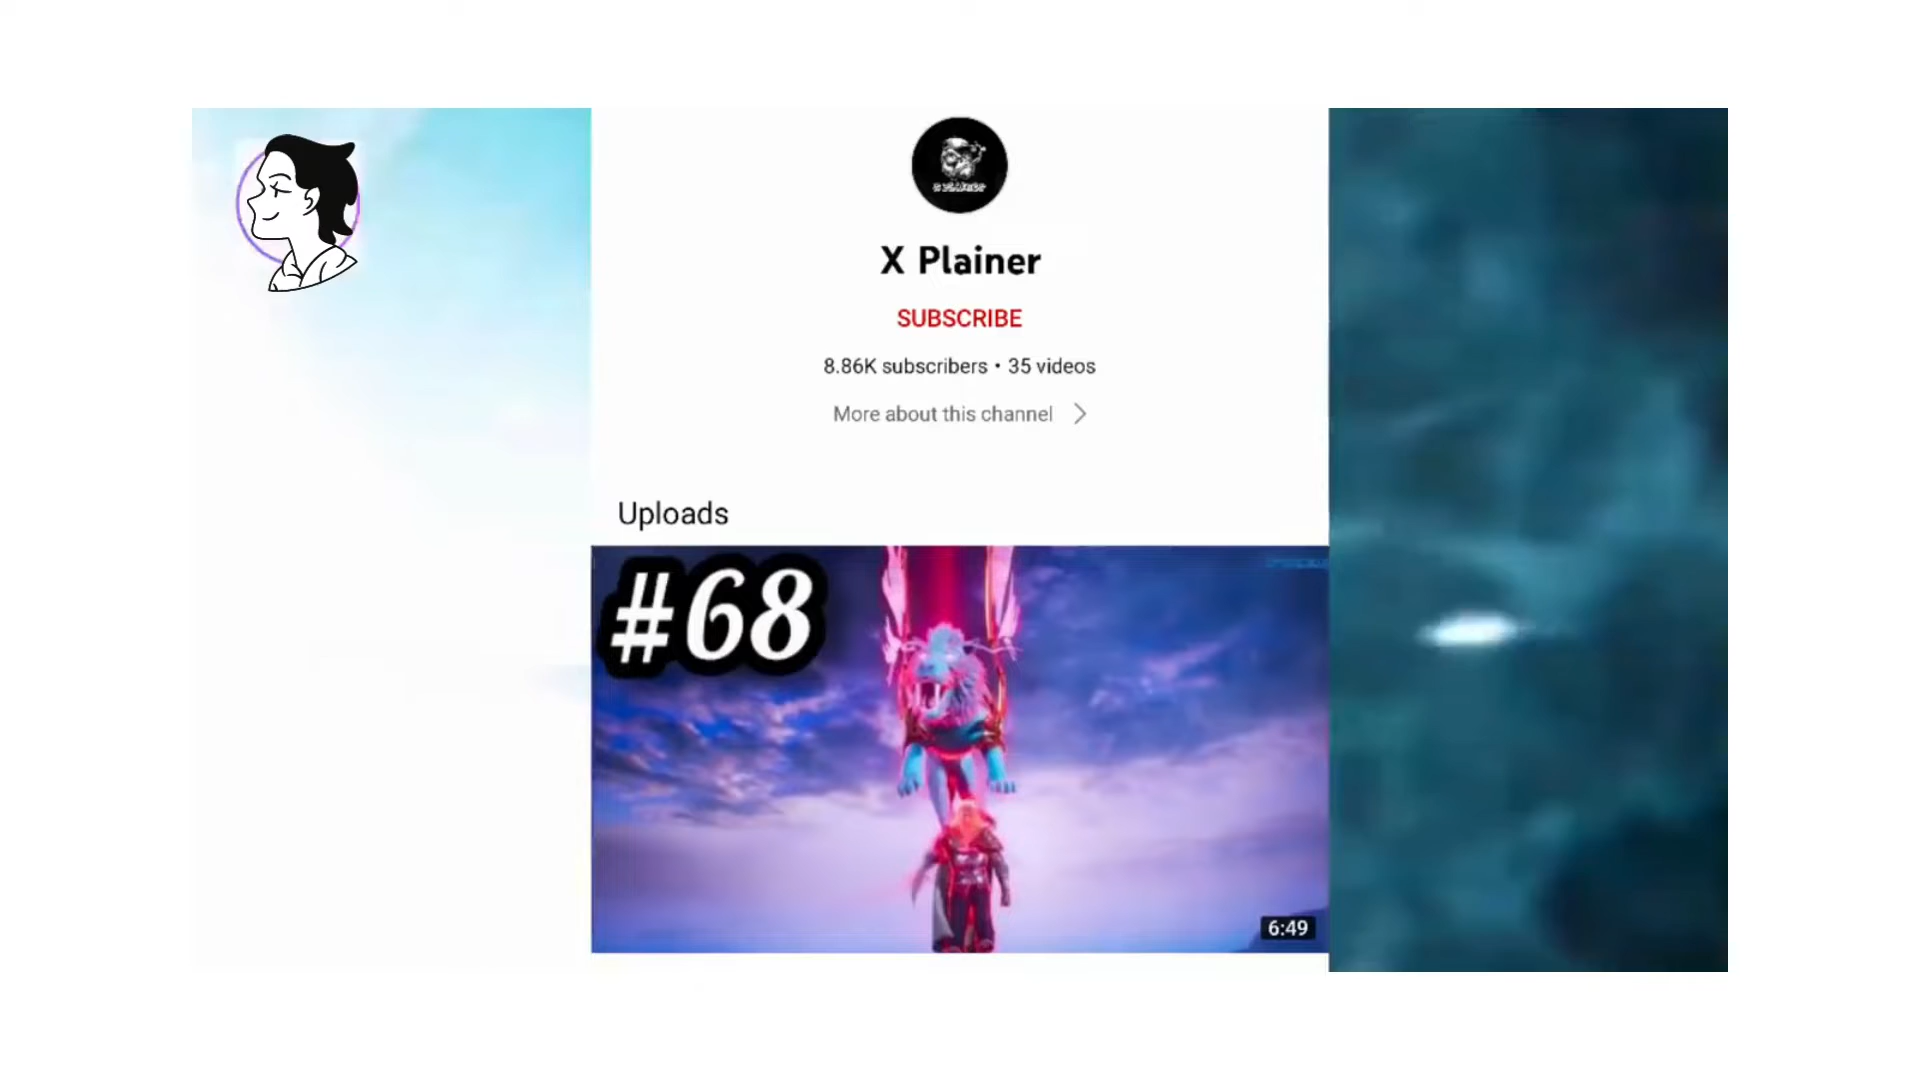 X Plainer
SUBSCRIBE
8.86K subscribers • 35 videos
More about this channel
Uploads
#68
6:49